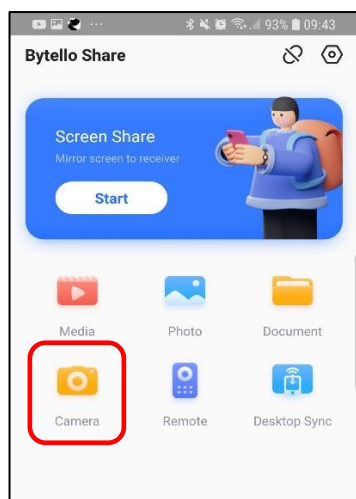 93% 09:43
Bytello Share
Screen Share
Mirror screen to receiver
Start
Media Photo Document
Camera Remote Desktop Sync